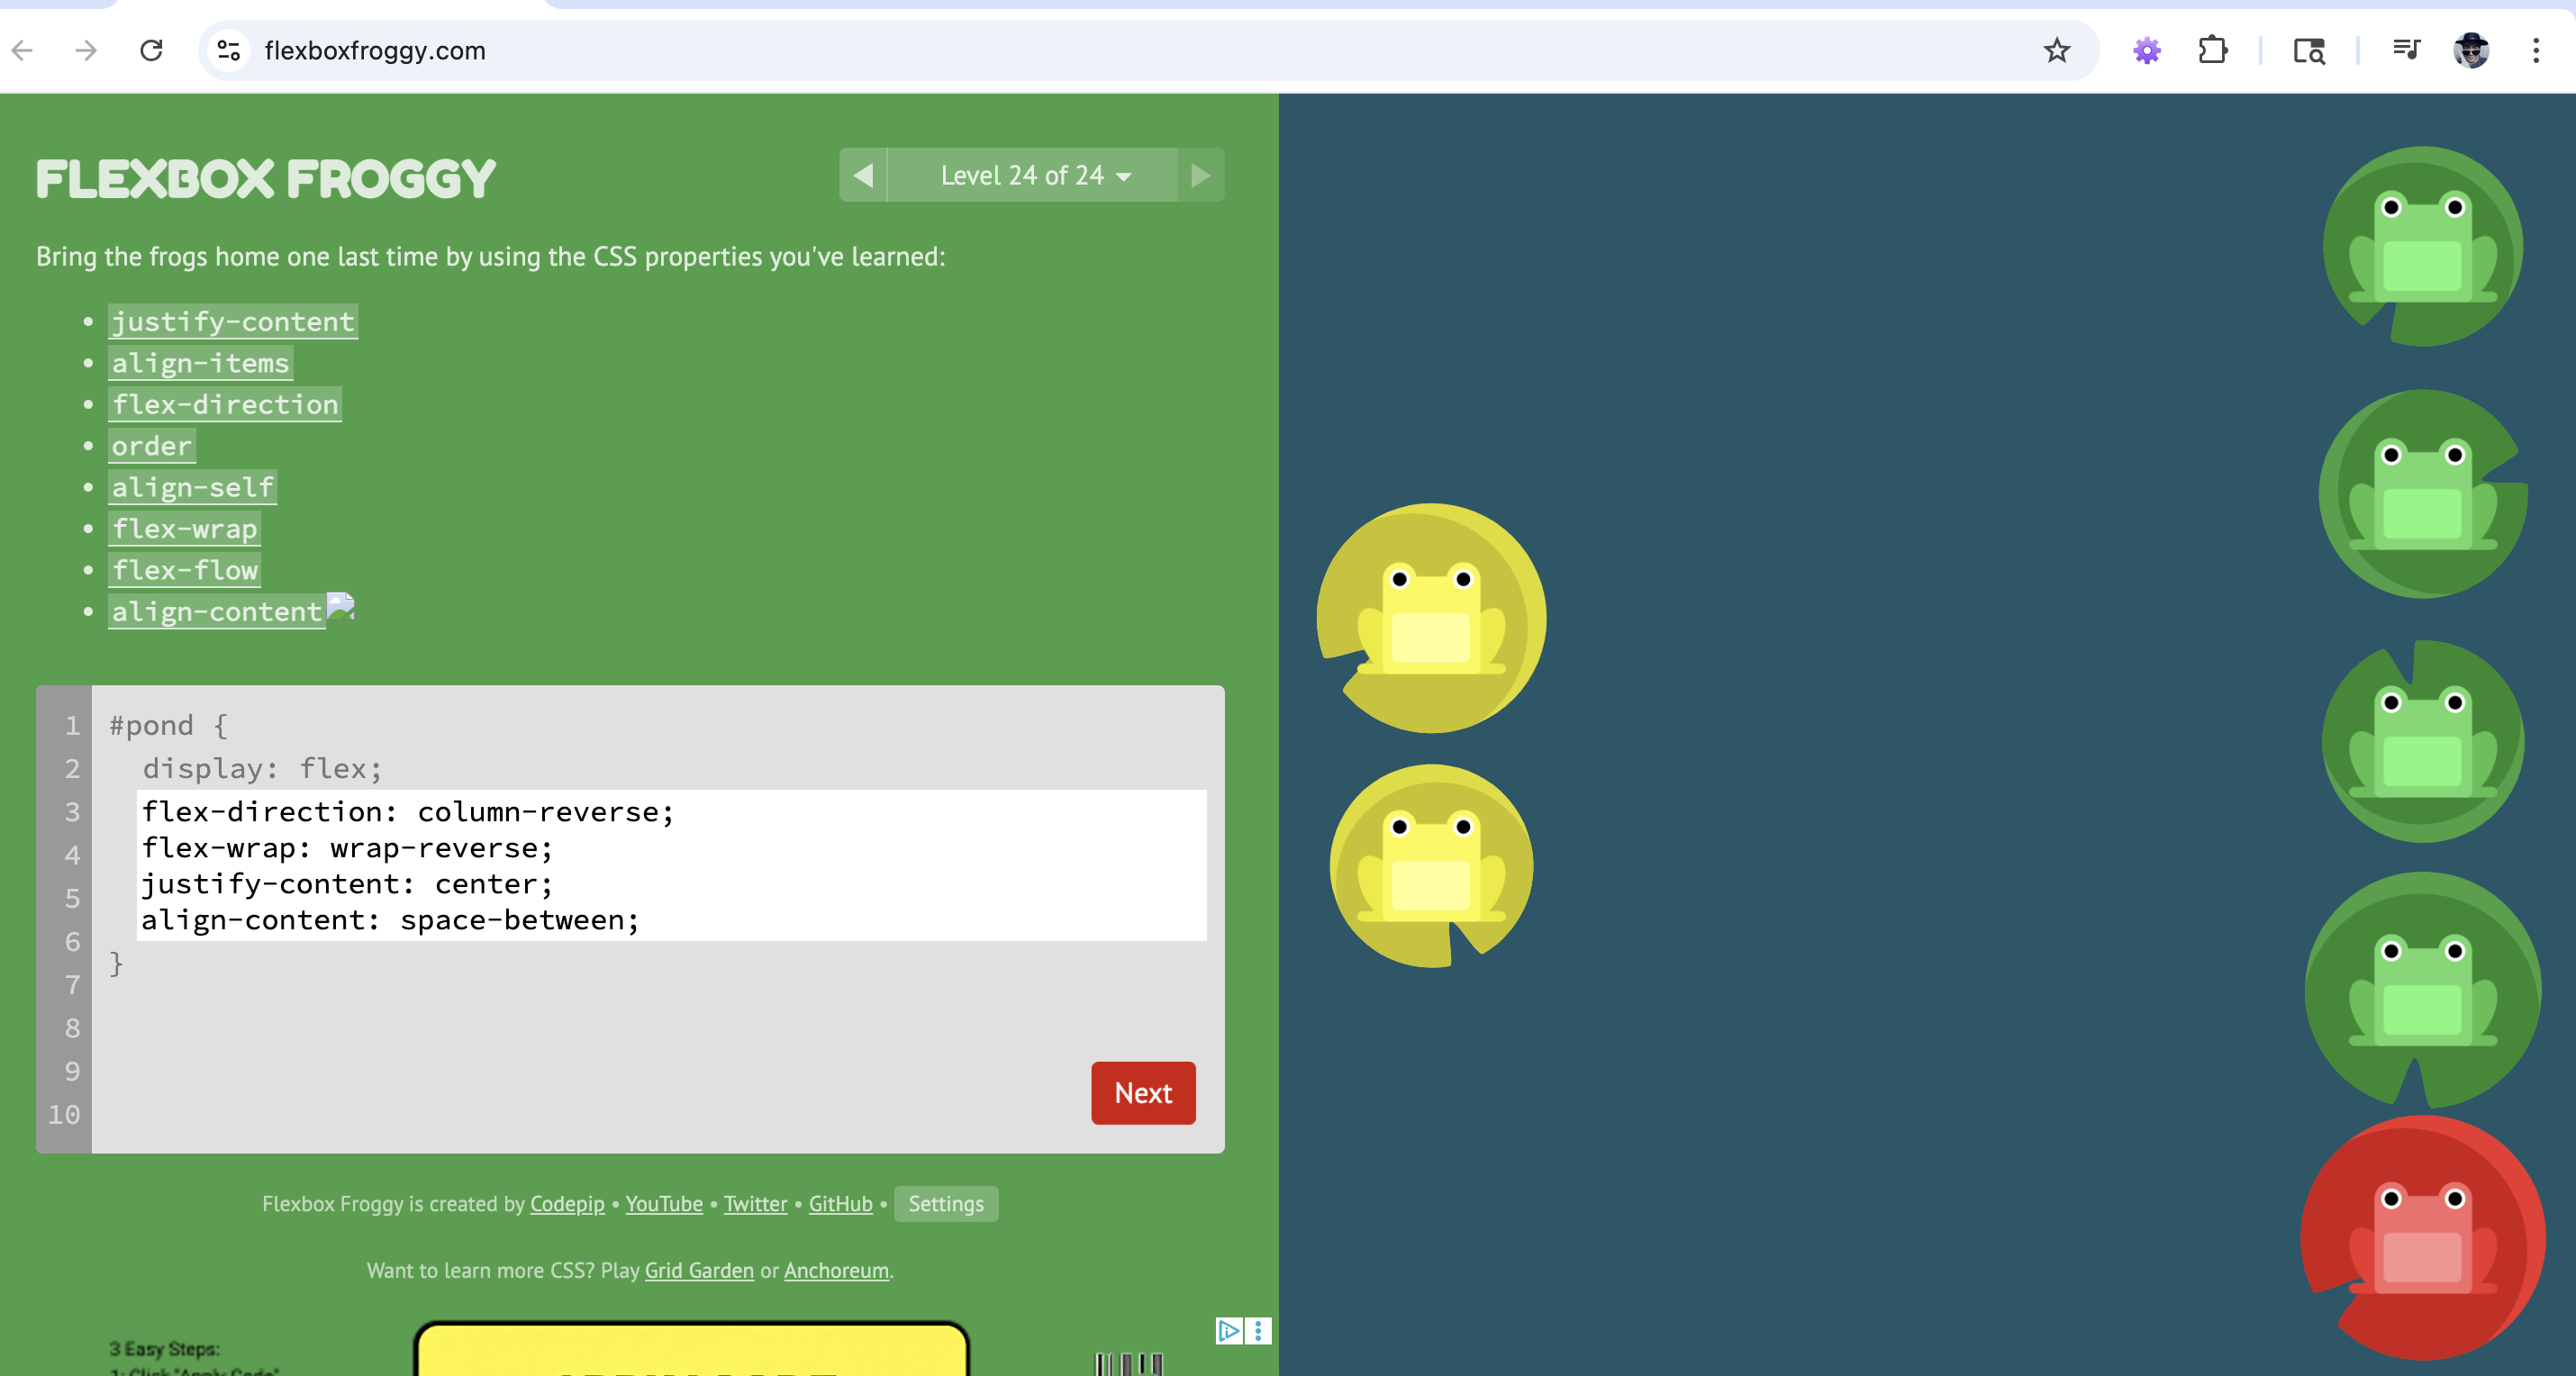 flexboxfroggy.com
FLEXBOX FROGGY
Level 24 of 24
Bring the frogs home one last time by using the CSS properties you've learned:
justify-content
align-items
flex-direction
order
align-self
flex-wrap
flex-flow
align-content
1 #pond {
2 display: flex;
3 flex-direction: column-reverse;
4 flex-wrap: wrap-reverse;
5 justify-content: center;
6 align-content: space-between;
7 }
8
9
10
Next
Flexbox Froggy is created by Codepip • YouTube • Twitter • GitHub • Settings
Want to learn more CSS? Play Grid Garden or Anchoreum.
3 Easy Steps:
1: Click "Apply Code"